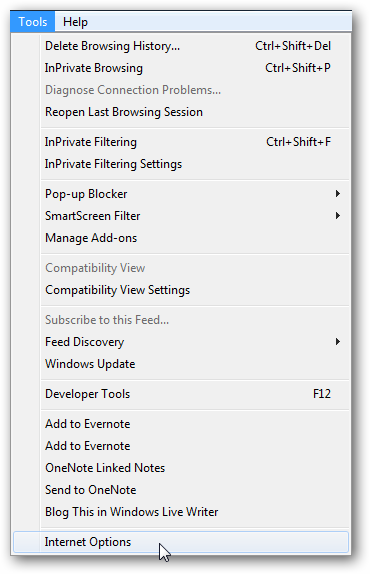 Tools Help
Delete Browsing History... Ctrl+Shift+Del
InPrivate Browsing Ctrl+Shift+P
Diagnose Connection Problems...
Reopen Last Browsing Session
InPrivate Filtering Ctrl+Shift+F
InPrivate Filtering Settings
Pop-up Blocker
SmartScreen Filter
Manage Add-ons
Compatibility View
Compatibility View Settings
Subscribe to this Feed...
Feed Discovery
Windows Update
Developer Tools F12
Add to Evernote
Add to Evernote
OneNote Linked Notes
Send to OneNote
Blog This in Windows Live Writer
Internet Options